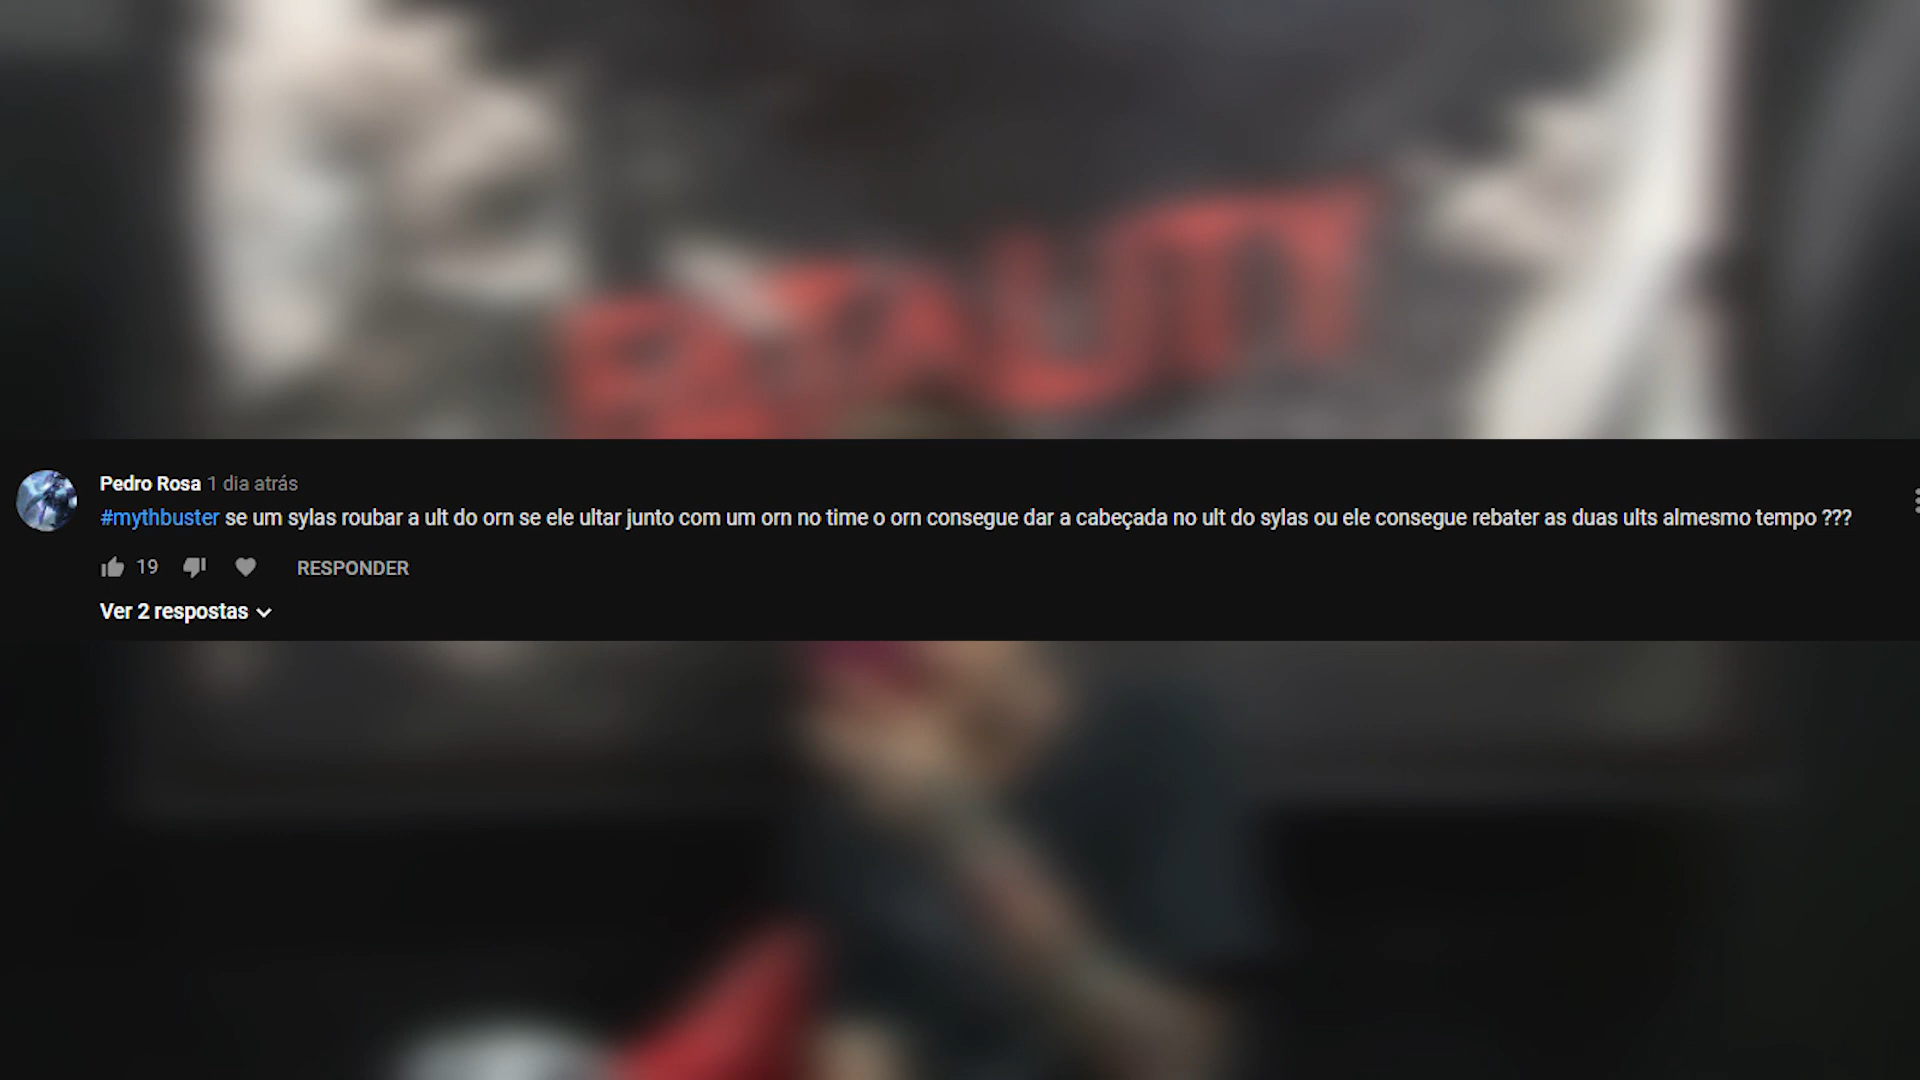 Pedro Rosa 1 dia atrás
#mythbuster se um sylas roubar a ult do orn se ele ultar junto com um orn no time o orn consegue dar a cabeçada no ult do sylas ou ele consegue rebater as duas ults almesmo tempo ???
19 RESPONDER
Ver 2 respostas